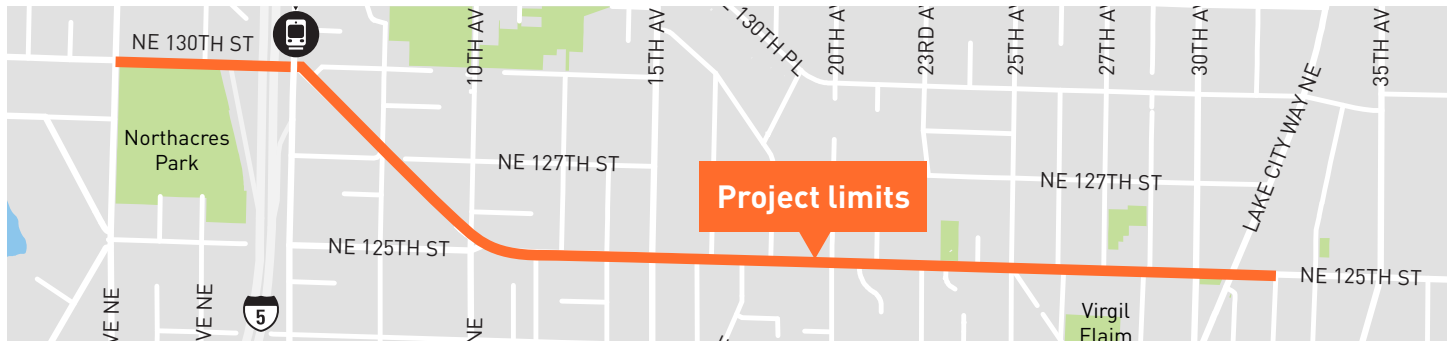 NE 130TH ST
10TH AV
15TH AV
130TH PL
20TH AV
23RD AV
25TH AV
27TH AV
30TH AV
LAKE CITY WAY NE
35TH AV
Northacres
Park
NE 127TH ST
Project limits
NE 127TH ST
NE 125TH ST
NE 125TH ST
5
VE NE
VE NE
NE
Virgil
Flaim